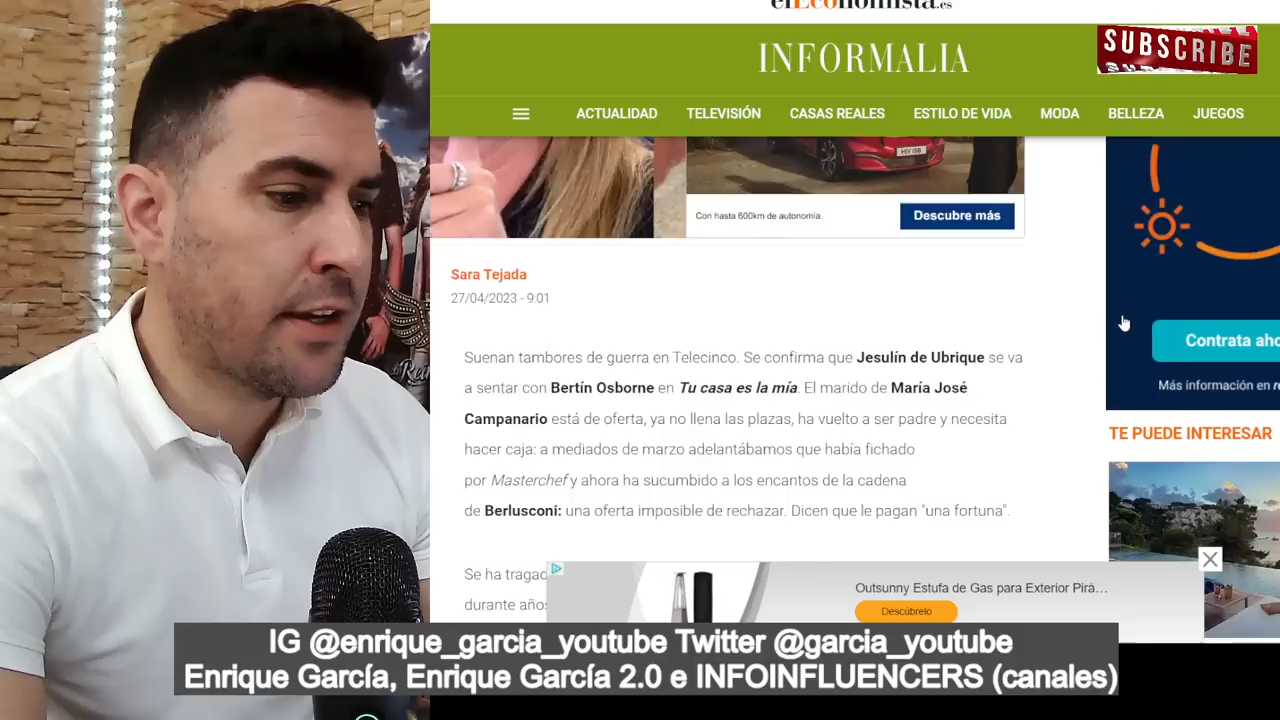 elEconomista.es
INFORMALIA
SUBSCRIBE
ACTUALIDAD TELEVISIÓN CASAS REALES ESTILO DE VIDA MODA BELLEZA JUEGOS
Con hasta 600km de autonomía.
Descubre más
Sara Tejada
27/04/2023 - 9:01
Suenan tambores de guerra en Telecinco. Se confirma que Jesulín de Ubrique se va
a sentar con Bertín Osborne en Tu casa es la mía. El marido de María José
Campanario está de oferta, ya no llena las plazas, ha vuelto a ser padre y necesita
hacer caja: a mediados de marzo adelantábamos que había fichado
por Masterchef y ahora ha sucumbido a los encantos de la cadena
de Berlusconi: una oferta imposible de rechazar. Dicen que le pagan "una fortuna".
Se ha tragad
durante años
Contrata aho
Más información en
TE PUEDE INTERESAR
Outsunny Estufa de Gas para Exterior Pirá…
Descúbrelo
IG @enrique_garcia_youtube Twitter @garcia_youtube
Enrique García, Enrique García 2.0 e INFOINFLUENCERS (canales)